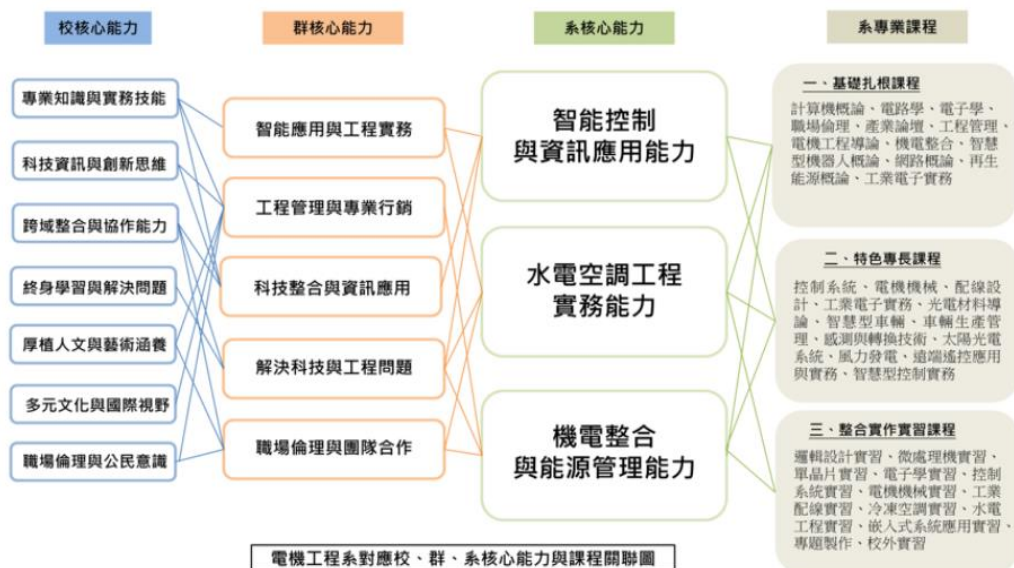 校核心能力
群核心能力
系核心能力
系專業課程
專業知識與實務技能
科技資訊與創新思維
跨域整合與協作能力
終身學習與解決問題
厚植人文與藝術涵養
多元文化與國際視野
職場倫理與公民意識
智能應用與工程實務
工程管理與專業行銷
科技整合與資訊應用
解決科技與工程問題
職場倫理與團隊合作
智能控制
與資訊應用能力
水電空調工程
實務能力
機電整合
與能源管理能力
一、基礎扎根課程
計算機概論、電路學、電子學、
職場倫理、產業論壇、工程管理、
電機工程導論、機電整合、智慧
型機器人概論、網路概論、再生
能源概論、工業電子實務
二、特色專長課程
控制系統、電機機械、配線設
計、工業電子實務、光電材料導
論、智慧型車輛、車輛生產管
理、感測與轉換技術、太陽光電
系統、風力發電、遠端遙控應用
與實務、智慧型控制實務
三、整合實作實習課程
邏輯設計實習、微處理機實習、
單晶片實習、電子學實習、控制
系統實習、電機機械實習、工業
配線實習、冷凍空調實習、水電
工程實習、嵌入式系統應用實習、
專題製作、校外實習
電機工程系對應校、群、系核心能力與課程關聯圖